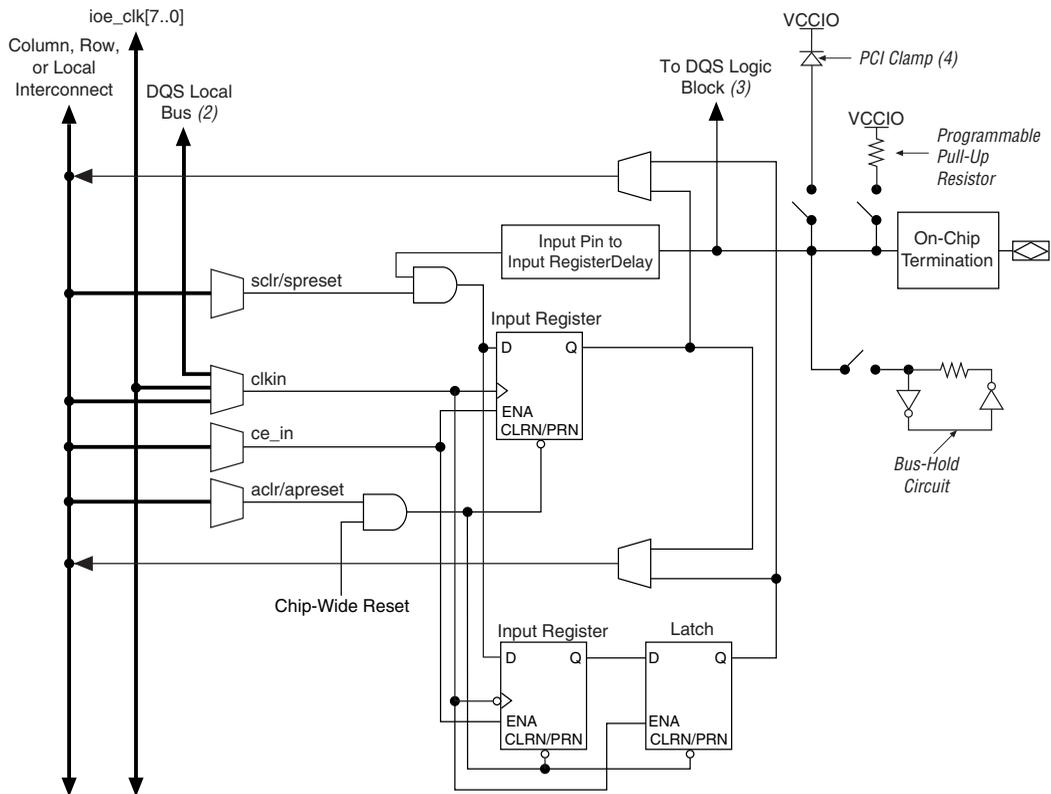 ioe_clk[7..0]
Column, Row,
or Local
Interconnect
DQS Local
Bus (2)
To DQS Logic
Block (3)
VCCIO
PCI Clamp (4)
VCCIO
Programmable
Pull-Up
Resistor
Input Pin to
Input RegisterDelay
On-Chip
Termination
sclr/spreset
Input Register
D
Q
clkin
ENA
CLRN/PRN
ce_in
aclr/apreset
Bus-Hold
Circuit
Chip-Wide Reset
Input Register
Latch
D
Q
D
Q
ENA
CLRN/PRN
ENA
CLRN/PRN